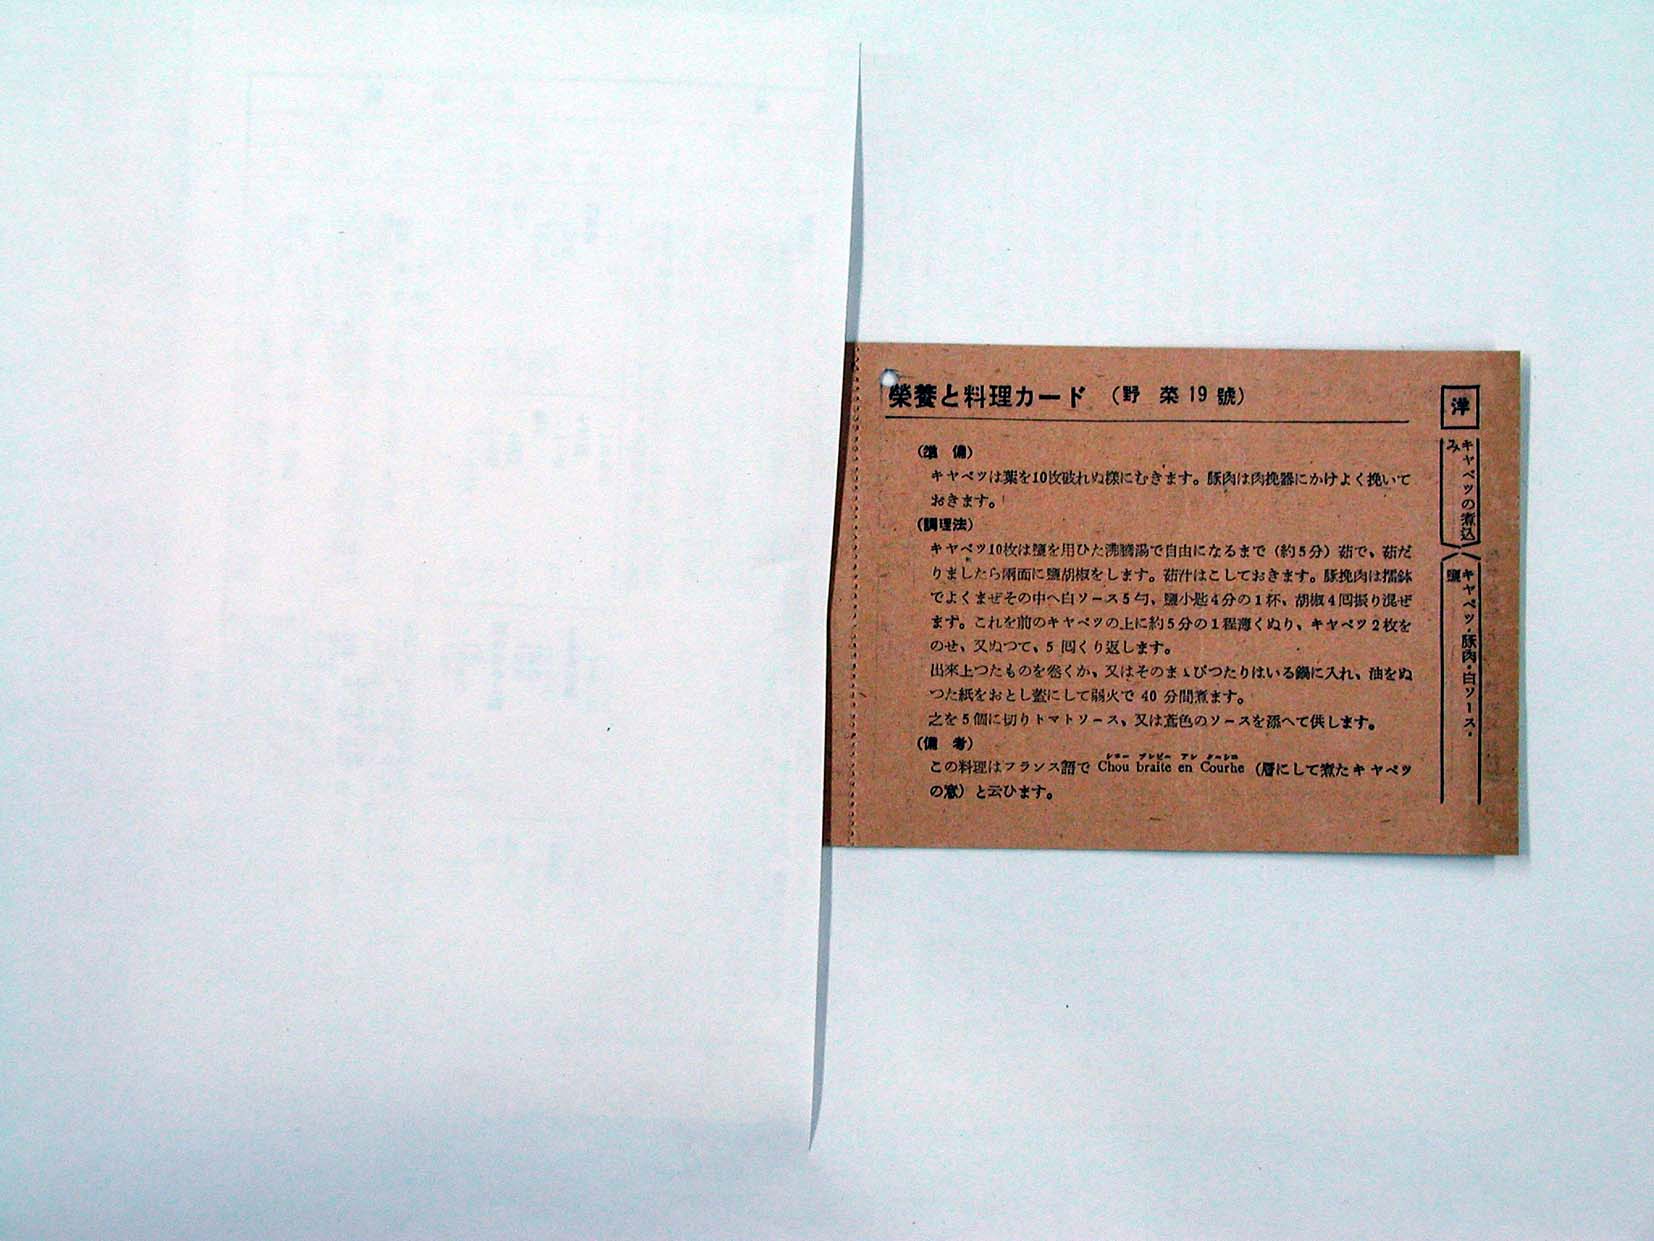 榮養と料理カード （野 菜 19 號）
洋
キャベツの煮込み
キャベツ・豚肉・白ソース・鹽
（準 備）
キヤベツは葉を10枚破れぬ樣にむきます。豚肉は肉挽器にかけよく挽いて
おきます。
（調理法）
キヤベツ10枚は鹽を用ひた沸騰湯で自由になるまで（約5分）茹で、茹だ
りましたら兩面に鹽胡椒をします。茹汁はこしておきます。豚挽肉は擂鉢
でよくまぜその中へ白ソース5勺、鹽小匙4分の1杯、胡椒4囘振り混ぜ
ます。これを前のキヤベツの上に約5分の1程薄くぬり、キヤベツ2枚を
のせ、又ぬつて、5囘くり返します。
出來上つたものを卷くか、又はそのまゝぴつたりはいる鍋に入れ、油をぬ
つた紙をおとし蓋にして弱火で 40 分間煮ます。
之を5個に切りトマトソース、又は鳶色のソースを添へて供します。
（備 考）
この料理はフランス語で Chou braite en Courhe （層にして煮たキヤベツ
の意）と云ひます。